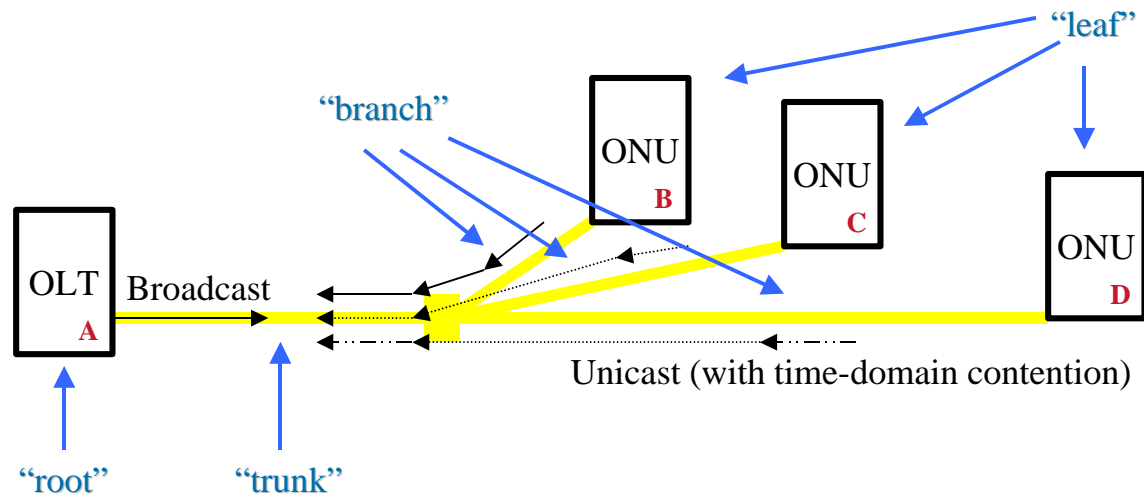 “leaf”
“branch”
ONU
B
ONU
C
ONU
D
OLT
A
Broadcast
Unicast (with time-domain contention)
“root”
“trunk”